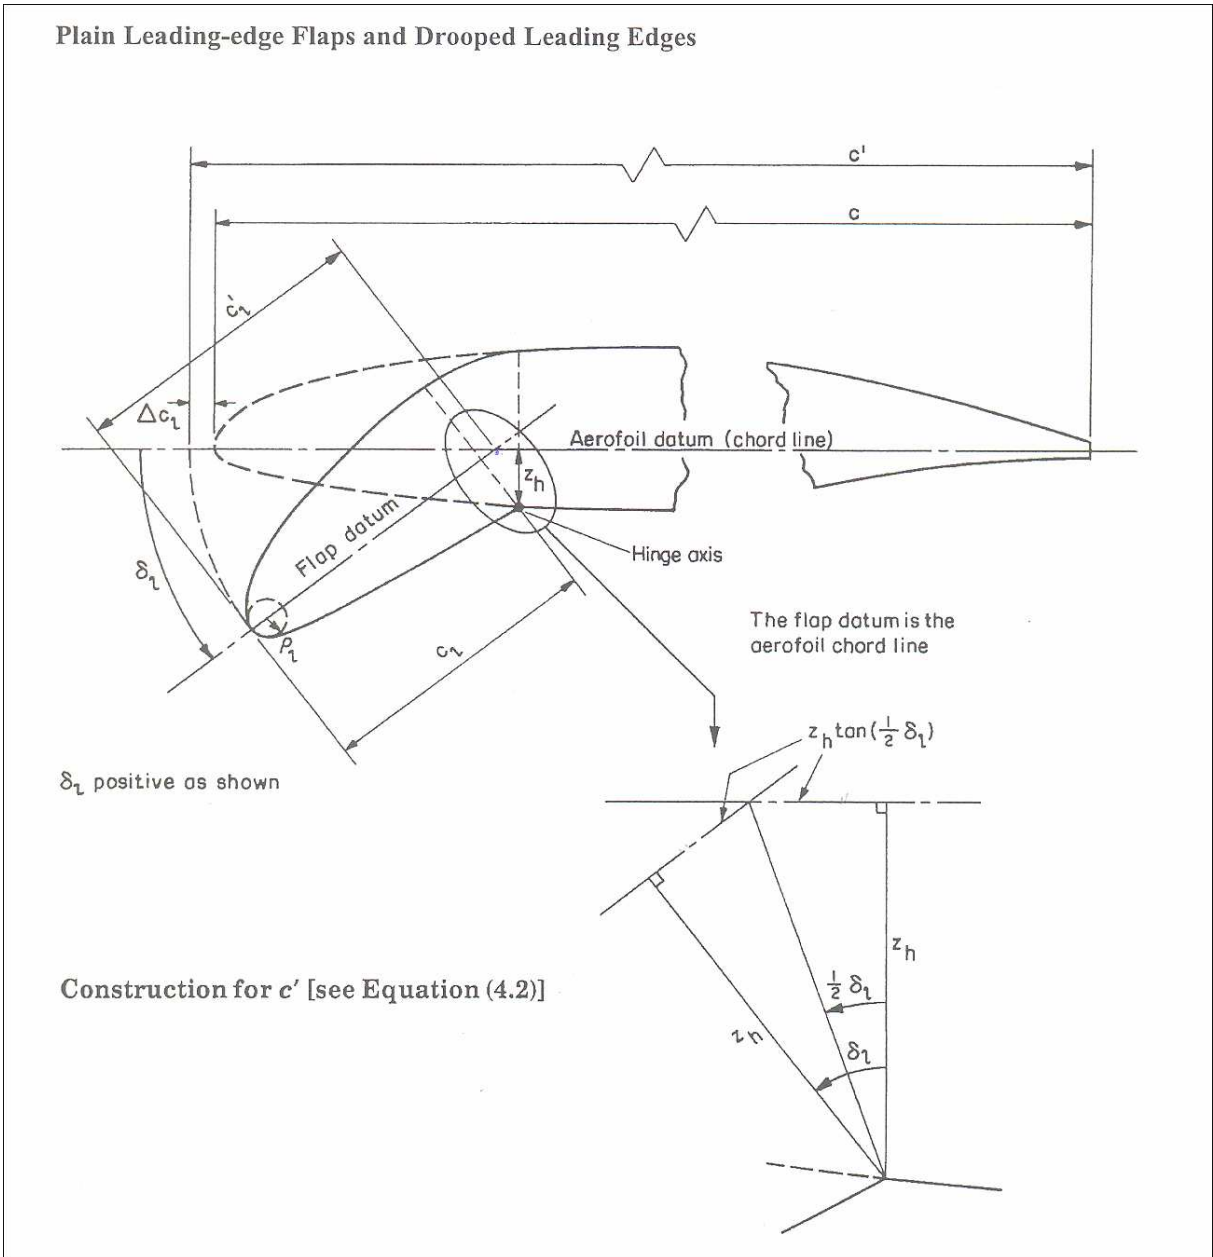 Plain Leading-edge Flaps and Drooped Leading Edges
c'
c
c'ₗ
Δcₗ
Aerofoil datum (chord line)
zₕ
Flap datum
Hinge axis
δₗ
ρₗ
cₗ
The flap datum is the
aerofoil chord line
zₕ tan(½ δₗ)
δₗ positive as shown
zₕ
Construction for c′ [see Equation (4.2)]
½ δₗ
zₕ
δₗ